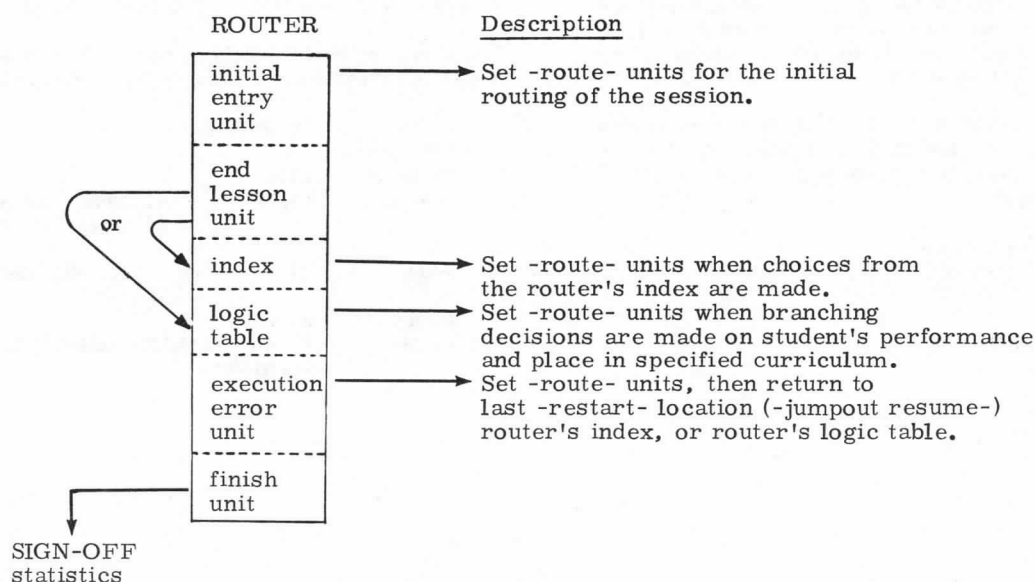 ROUTER
Description
initial
entry
unit
Set -route- units for the initial
routing of the session.
end
lesson
unit
or
index
Set -route- units when choices from
the router's index are made.
logic
table
Set -route- units when branching
decisions are made on student's performance
and place in specified curriculum.
execution
error
unit
Set -route- units, then return to
last -restart- location (-jumpout resume-)
router's index, or router's logic table.
finish
unit
SIGN-OFF
statistics